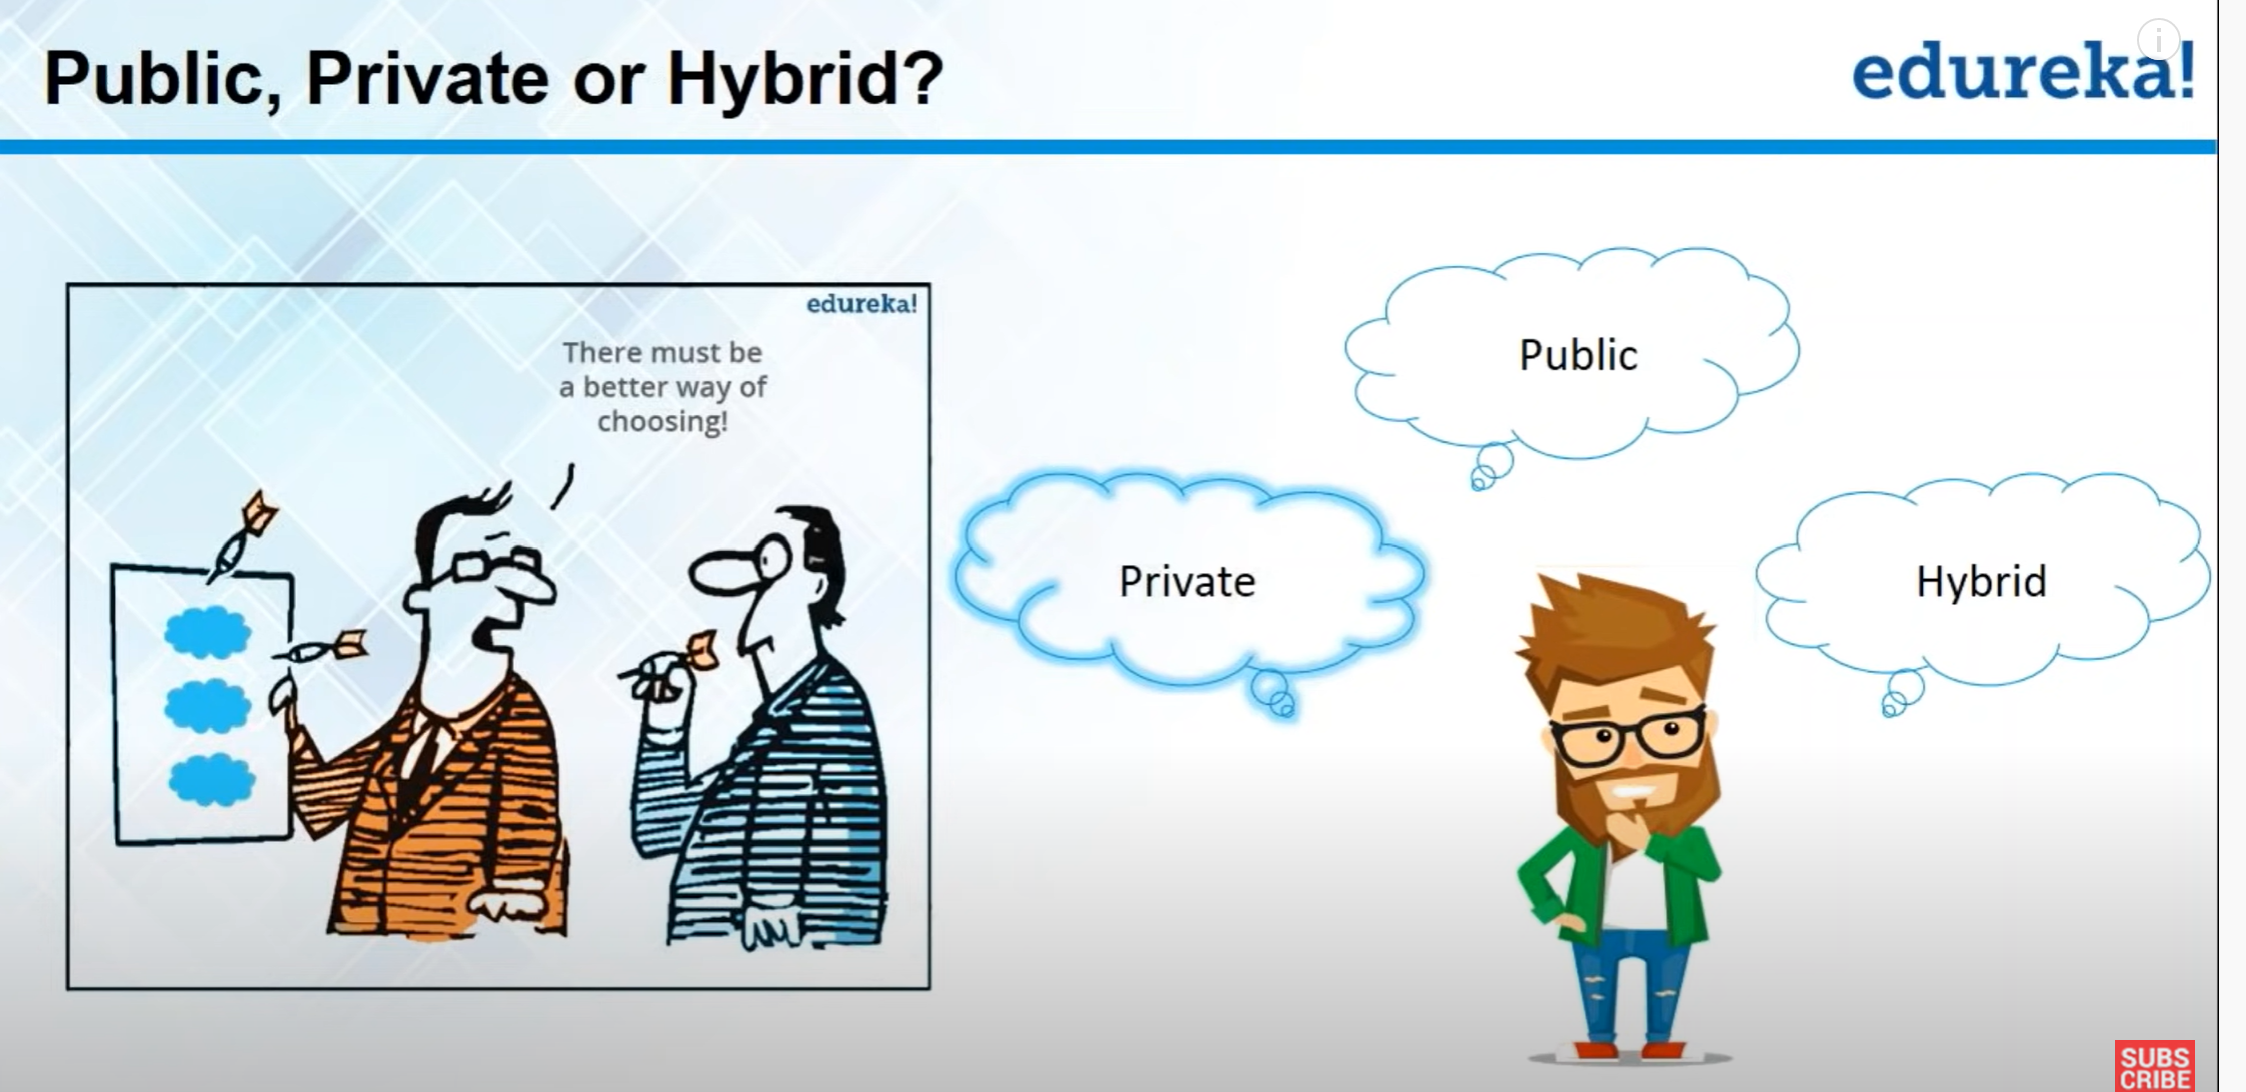 Public, Private or Hybrid?
edureka!
edureka!
There must be
a better way of
choosing!
Public
Private
Hybrid
SUBS
CRIBE